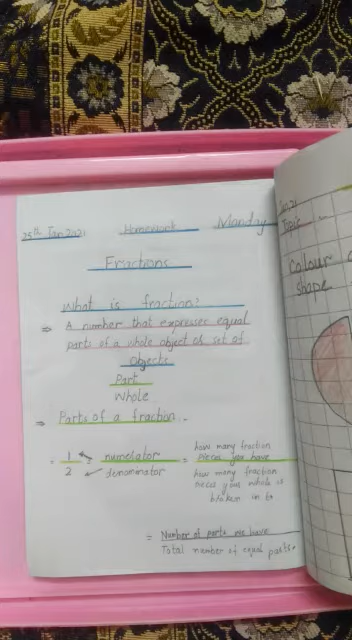 25th Jan 2021 Homework Monday
Fractions
What is fraction?
⇒ A number that expresses equal
parts of a whole object or set of
objects
Part
Whole
⇒ Parts of a fraction -
= 1 = numetator = how many fraction pieces you have
2 denominator how many fraction
pieces your whole is
broken in to
= Number of parts we have
Total number of equal parts.
Topic
Colour
shape